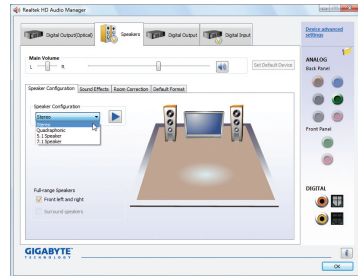 Realtek HD Audio Manager
Digital Output(Optical)
Speakers
Digital Output
Digital Input
Device advanced settings
Main Volume
L
R
Set Default Device
Speaker Configuration
Sound Effects
Room Correction
Default Format
Speaker Configuration
Stereo
Stereo
Quadraphonic
5.1 Speaker
7.1 Speaker
Full-range Speakers
Front left and right
Surround speakers
ANALOG
Back Panel
Front Panel
DIGITAL
GIGABYTE
TECHNOLOGY
OK